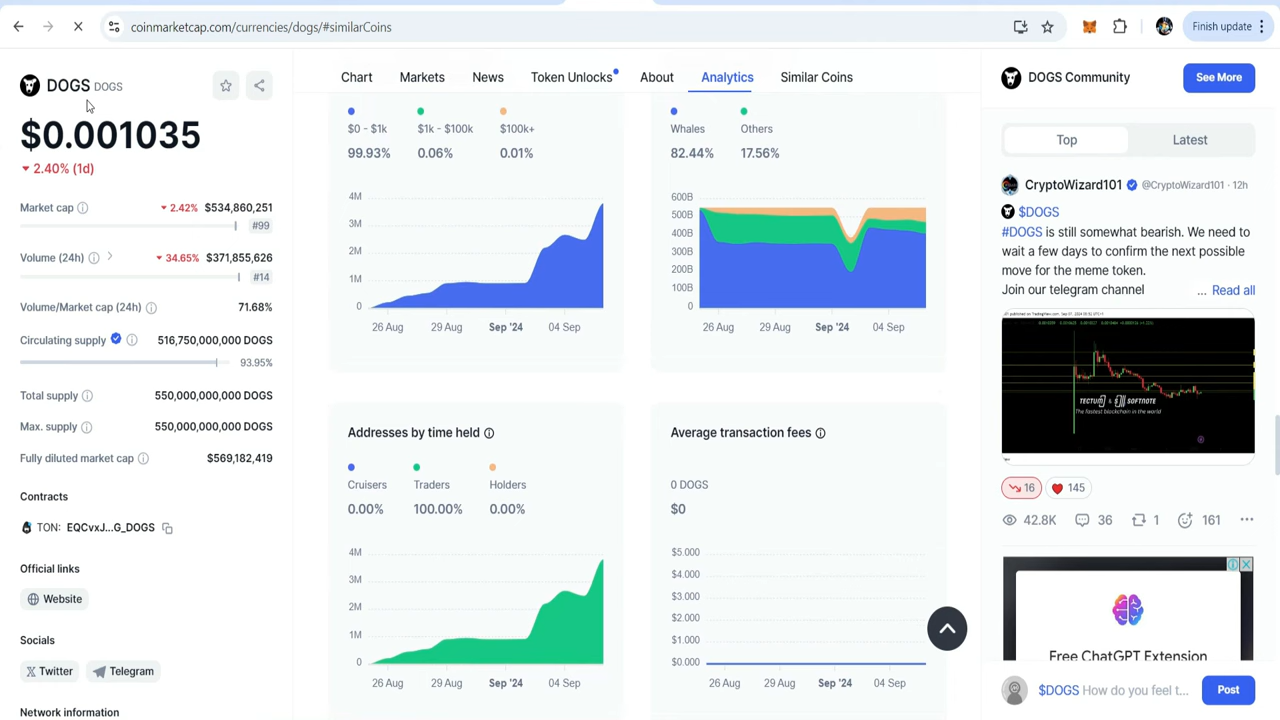 coinmarketcap.com/currencies/dogs/#similarCoins
Finish update
DOGS DOGS
$0.001035
2.40% (1d)
Market cap 2.42% $534,860,251
#99
Volume (24h) 34.65% $371,855,626
#14
Volume/Market cap (24h) 71.68%
Circulating supply 516,750,000,000 DOGS
93.95%
Total supply 550,000,000,000 DOGS
Max. supply 550,000,000,000 DOGS
Fully diluted market cap $569,182,419
Contracts
TON: EQCvxJ...G_DOGS
Official links
Website
Socials
Twitter Telegram
Network information
Chart Markets News Token Unlocks About Analytics Similar Coins
$0 - $1k $1k - $100k $100k+
99.93% 0.06% 0.01%
4M
3M
2M
1M
0
26 Aug 29 Aug Sep '24 04 Sep
Whales Others
82.44% 17.56%
600B
500B
400B
300B
200B
100B
0
26 Aug 29 Aug Sep '24 04 Sep
Addresses by time held
Cruisers Traders Holders
0.00% 100.00% 0.00%
4M
3M
2M
1M
0
26 Aug 29 Aug Sep '24 04 Sep
Average transaction fees
0 DOGS
$0
$5.000
$4.000
$3.000
$2.000
$1.000
$0.000
26 Aug 29 Aug Sep '24 04 Sep
DOGS Community See More
Top Latest
CryptoWizard101 @CryptoWizard101 · 12h
$DOGS
#DOGS is still somewhat bearish. We need to
wait a few days to confirm the next possible
move for the meme token.
Join our telegram channel ... Read all
TECTUM & SOFTNOTE
The fastest blockchain in the world
16 145
42.8K 36 1 161
Free ChatGPT Extension
$DOGS How do you feel t... Post